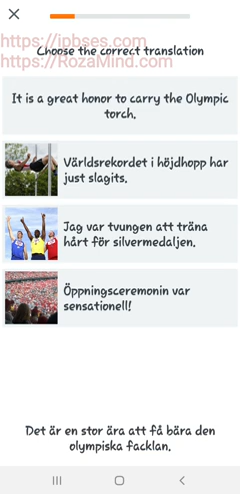 https://ipbses.com
Choose the correct translation
https://RozaMind.com
It is a great honor to carry the Olympic
torch.
Världsrekordet i höjdhopp har
just slagits.
Jag var tvungen att träna
hårt för silvermedaljen.
Öppningsceremonin var
sensationell!
Det är en stor ära att få bära den
olympiska facklan.